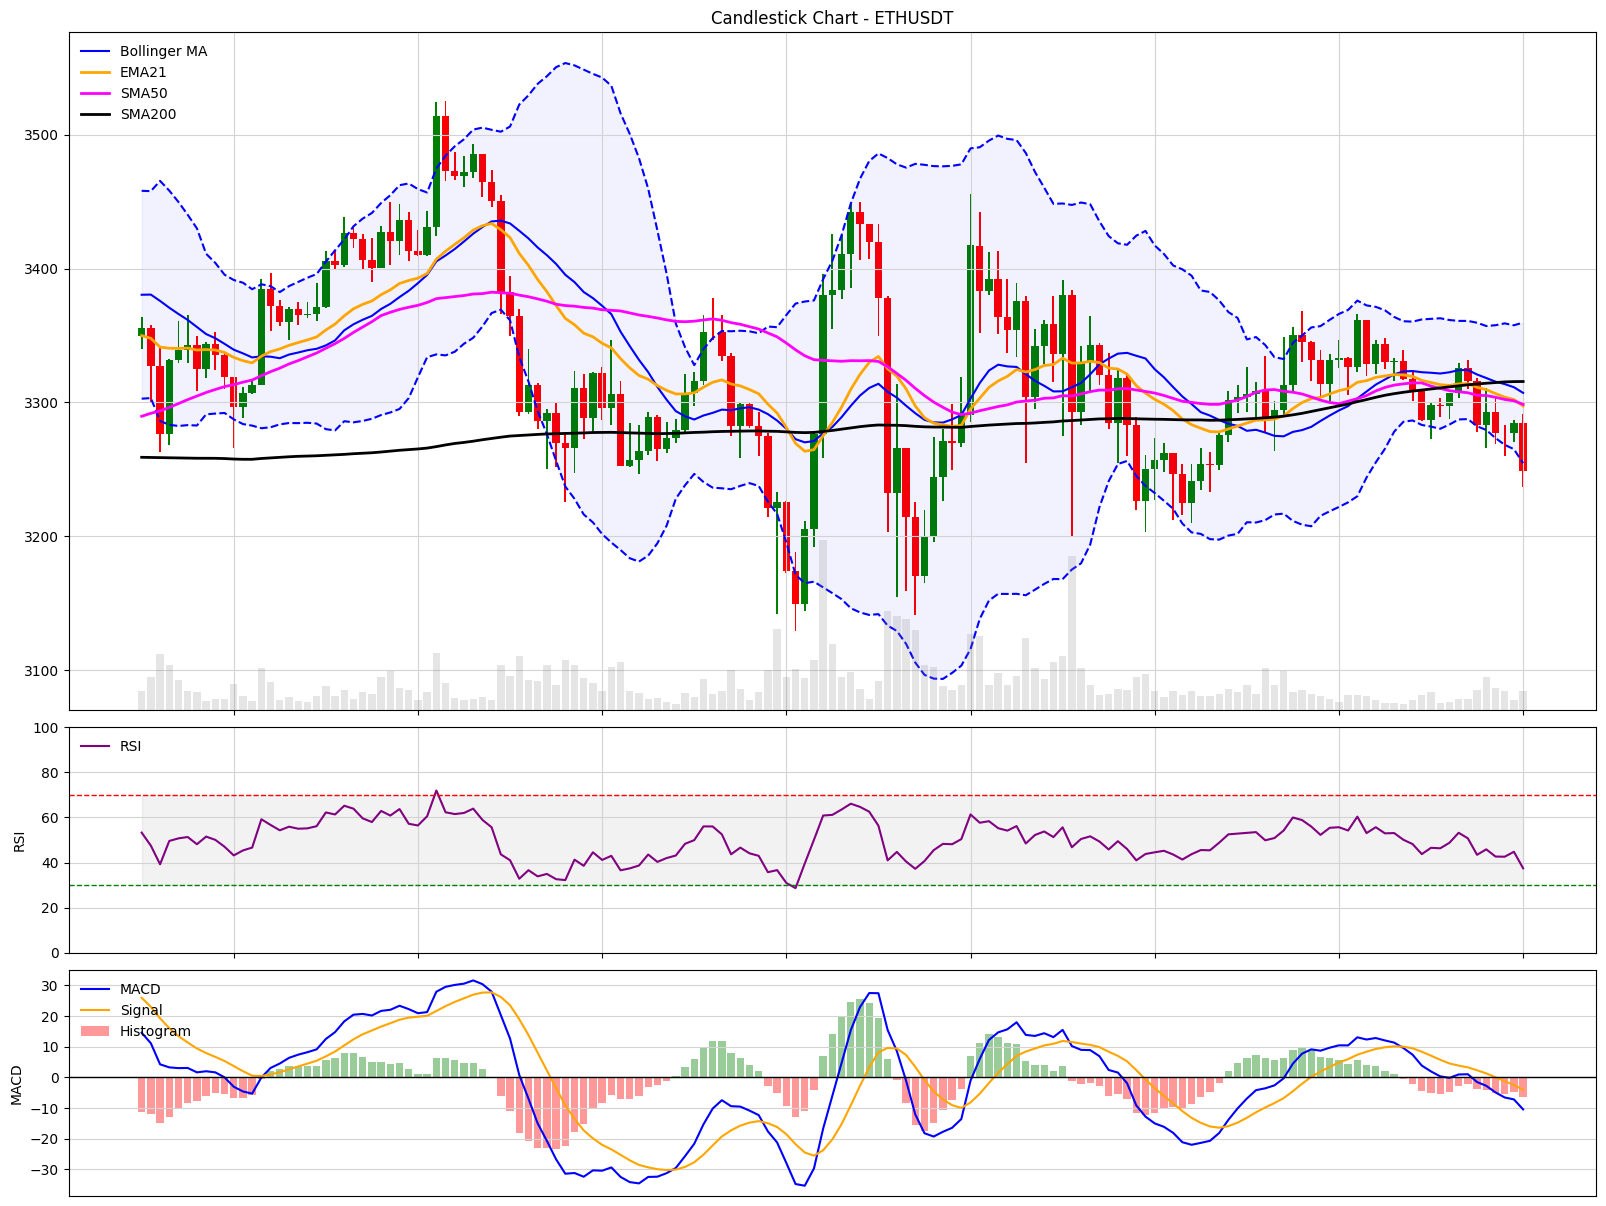 Candlestick Chart - ETHUSDT
Bollinger MA
EMA21
SMA50
SMA200
3500
3400
3300
3200
3100
RSI
100
80
60
40
20
0
RSI
MACD
Signal
Histogram
30
20
10
0
−10
−20
−30
MACD